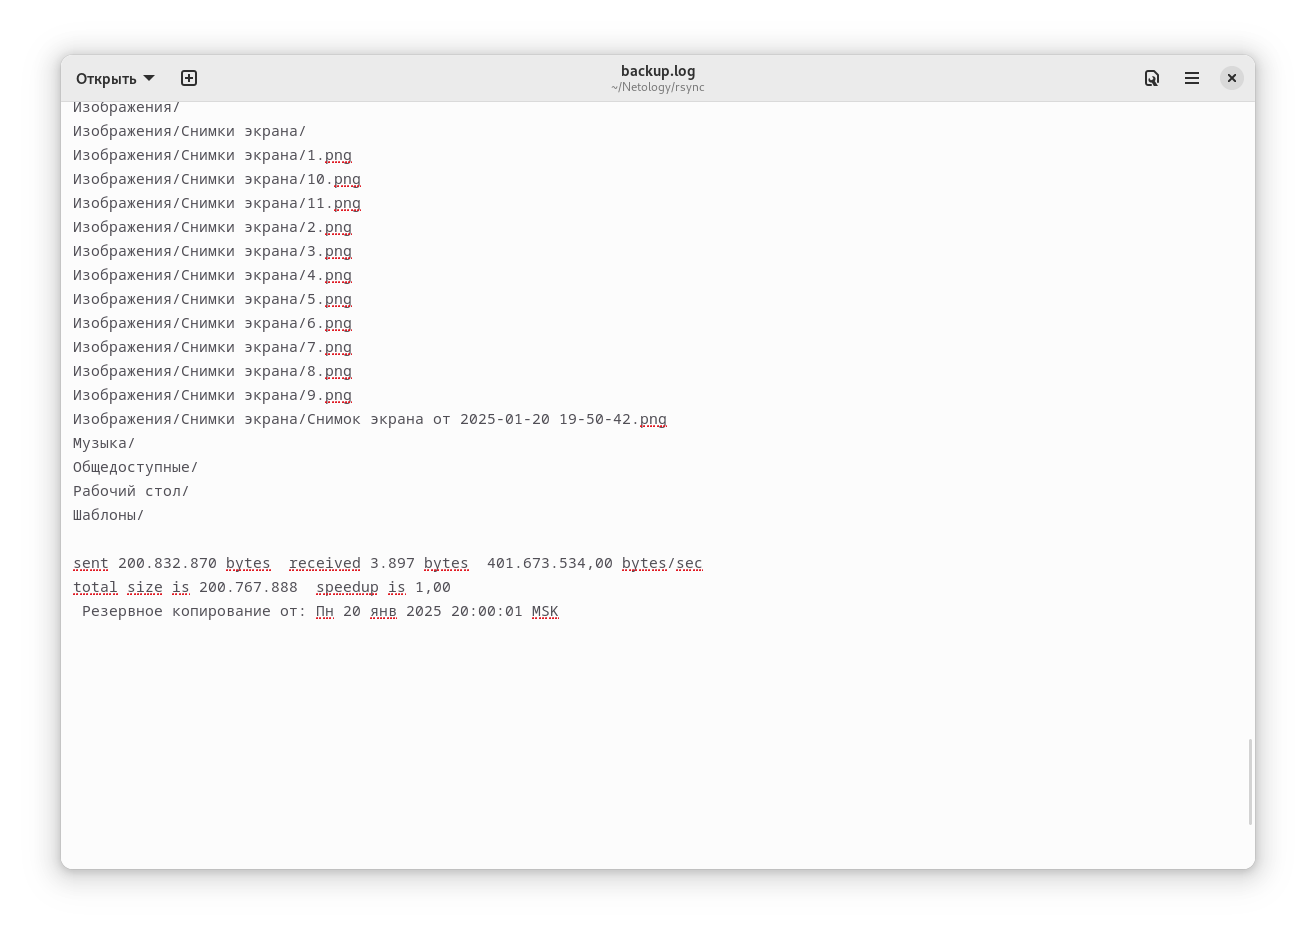 Открыть
backup.log
~/Netology/rsync
Изображения/
Изображения/Снимки экрана/
Изображения/Снимки экрана/1.png
Изображения/Снимки экрана/10.png
Изображения/Снимки экрана/11.png
Изображения/Снимки экрана/2.png
Изображения/Снимки экрана/3.png
Изображения/Снимки экрана/4.png
Изображения/Снимки экрана/5.png
Изображения/Снимки экрана/6.png
Изображения/Снимки экрана/7.png
Изображения/Снимки экрана/8.png
Изображения/Снимки экрана/9.png
Изображения/Снимки экрана/Снимок экрана от 2025-01-20 19-50-42.png
Музыка/
Общедоступные/
Рабочий стол/
Шаблоны/
sent 200.832.870 bytes  received 3.897 bytes  401.673.534,00 bytes/sec
total size is 200.767.888  speedup is 1,00
Резервное копирование от: Пн 20 янв 2025 20:00:01 MSK